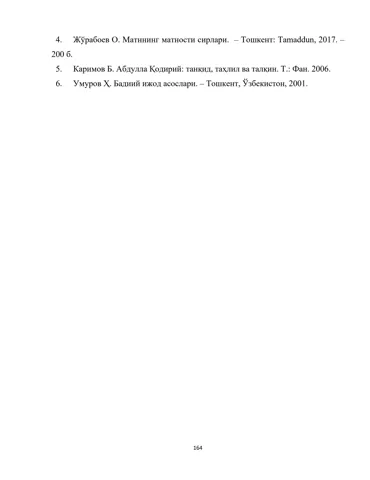 4. Жўрабоев О. Матининг матности сирлари. – Тошкент: Tamaddun, 2017. –
200 б.
5. Каримов Б. Абдулла Қодирий: танқид, таҳлил ва талқин. Т.: Фан. 2006.
6. Умуров Ҳ. Бадиий ижод асослари. – Тошкент, Ўзбекистон, 2001.
164